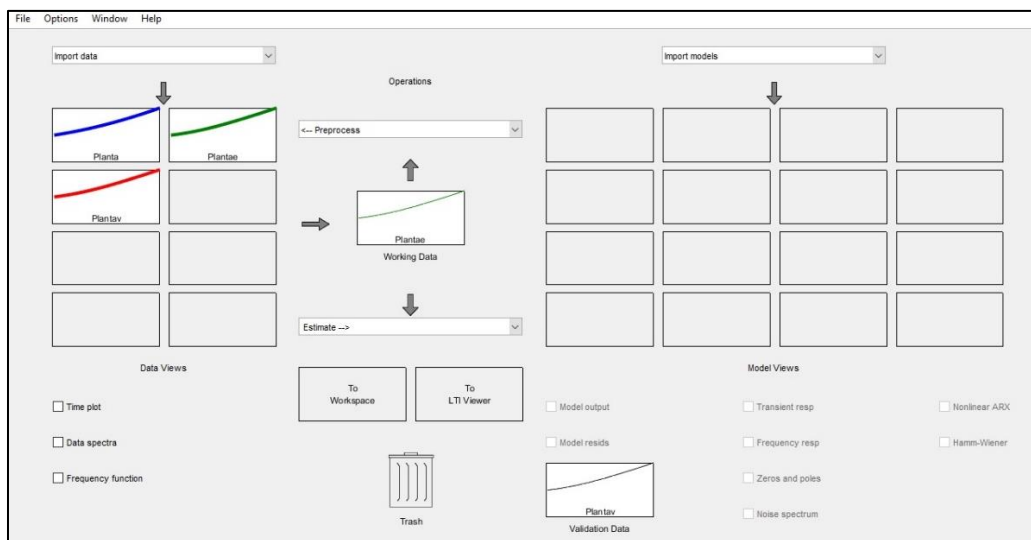 File Options Window Help
Import data
Import models
Operations
<-- Preprocess
Planta
Plantae
Plantav
Plantae
Working Data
Estimate -->
Data Views
Model Views
To
Workspace
To
LTI Viewer
Time plot
Data spectra
Frequency function
Trash
Model output
Transient resp
Nonlinear ARX
Model resids
Frequency resp
Hamm-Wiener
Zeros and poles
Noise spectrum
Plantav
Validation Data